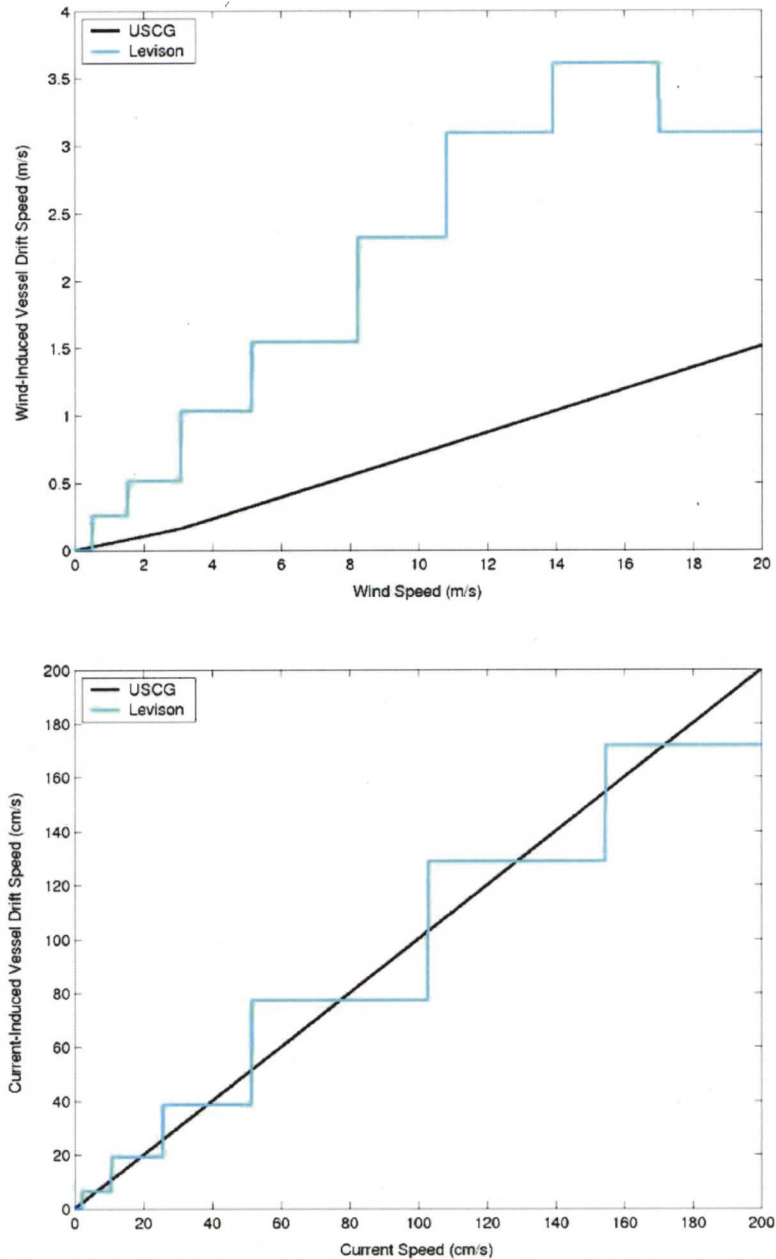 4
3.5
3
2.5
2
1.5
1
0.5
0
USCG
Levison
Wind-Induced Vessel Drift Speed (m/s)
0 2 4 6 8 10 12 14 16 18 20
Wind Speed (m/s)
200
180
160
140
120
100
80
60
40
20
0
USCG
Levison
Current-Induced Vessel Drift Speed (cm/s)
0 20 40 60 80 100 120 140 160 180 200
Current Speed (cm/s)